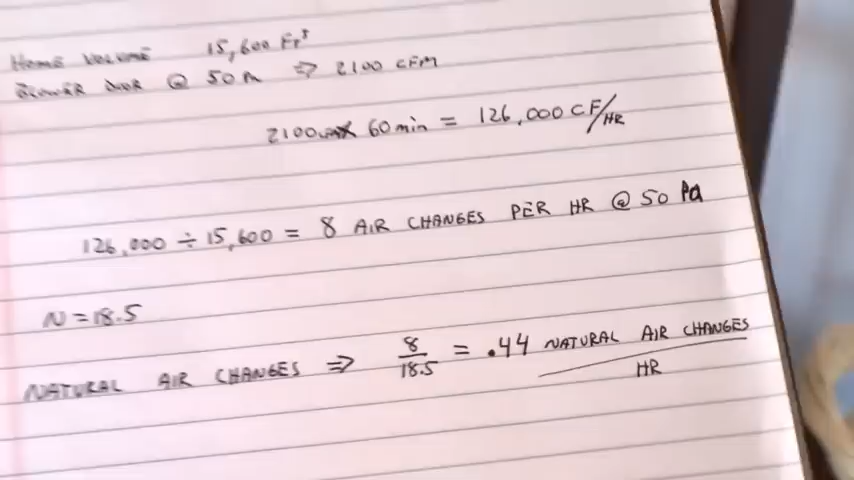 HOME VOLUME 15,600 FT³
BLOWER DOOR @ 50 Pa ⇒ 2100 CFM
2100 x 60 min = 126,000 CF/HR
126,000 ÷ 15,600 = 8 AIR CHANGES PER HR @ 50 Pa
N = 18.5
NATURAL AIR CHANGES ⇒ 8/18.5 = .44 NATURAL AIR CHANGES/HR